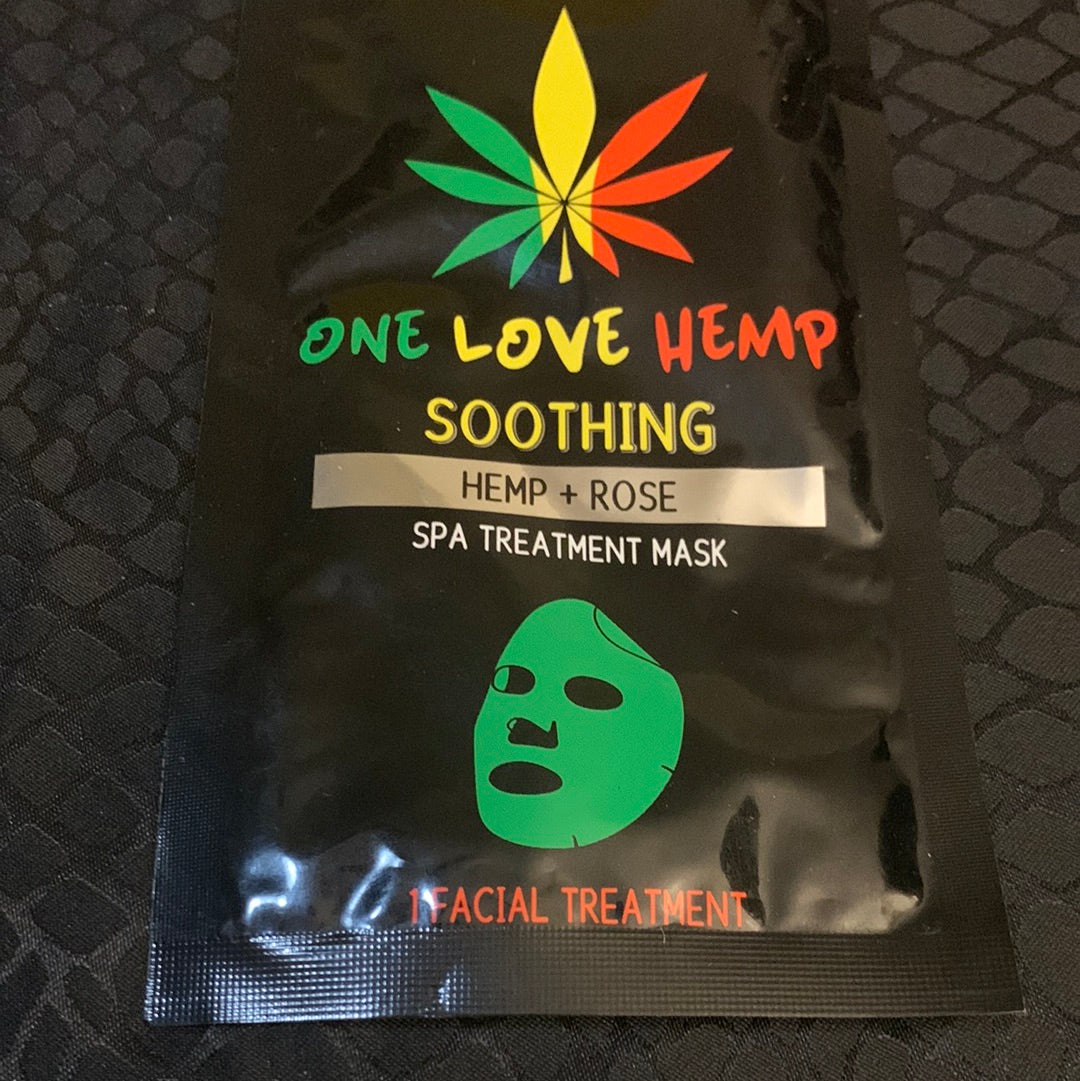 ONE LOVE HEMP
SOOTHING
HEMP + ROSE
SPA TREATMENT MASK
1 FACIAL TREATMENT